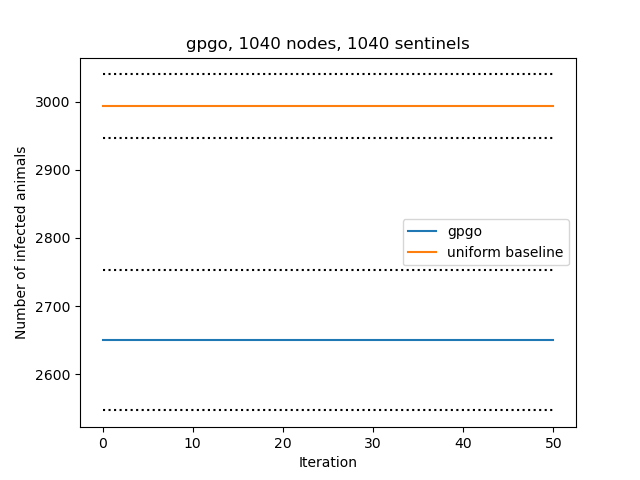 gpgo, 1040 nodes, 1040 sentinels
3000
2900
2800
2700
2600
Number of infected animals
gpgo
uniform baseline
0 10 20 30 40 50
Iteration